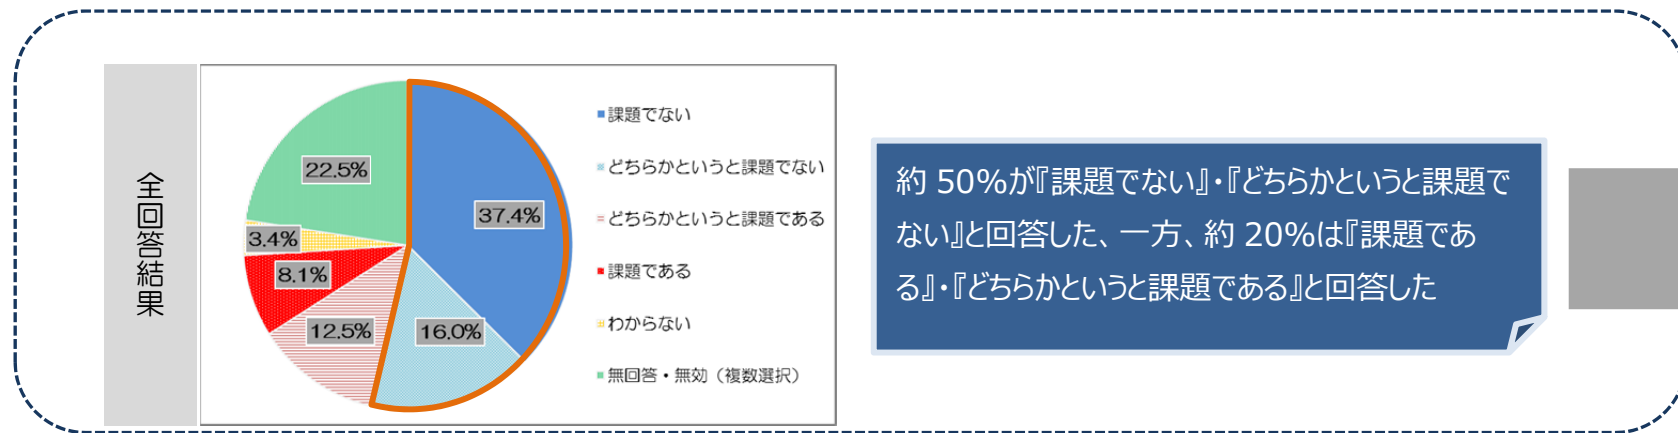 全回答結果
22.5%
37.4%
3.4%
8.1%
12.5%
16.0%
課題でない
どちらかというと課題でない
どちらかというと課題である
課題である
わからない
無回答・無効（複数選択）
約 50%が『課題でない』・『どちらかというと課題で
ない』と回答した、一方、約 20%は『課題であ
る』・『どちらかというと課題である』と回答した